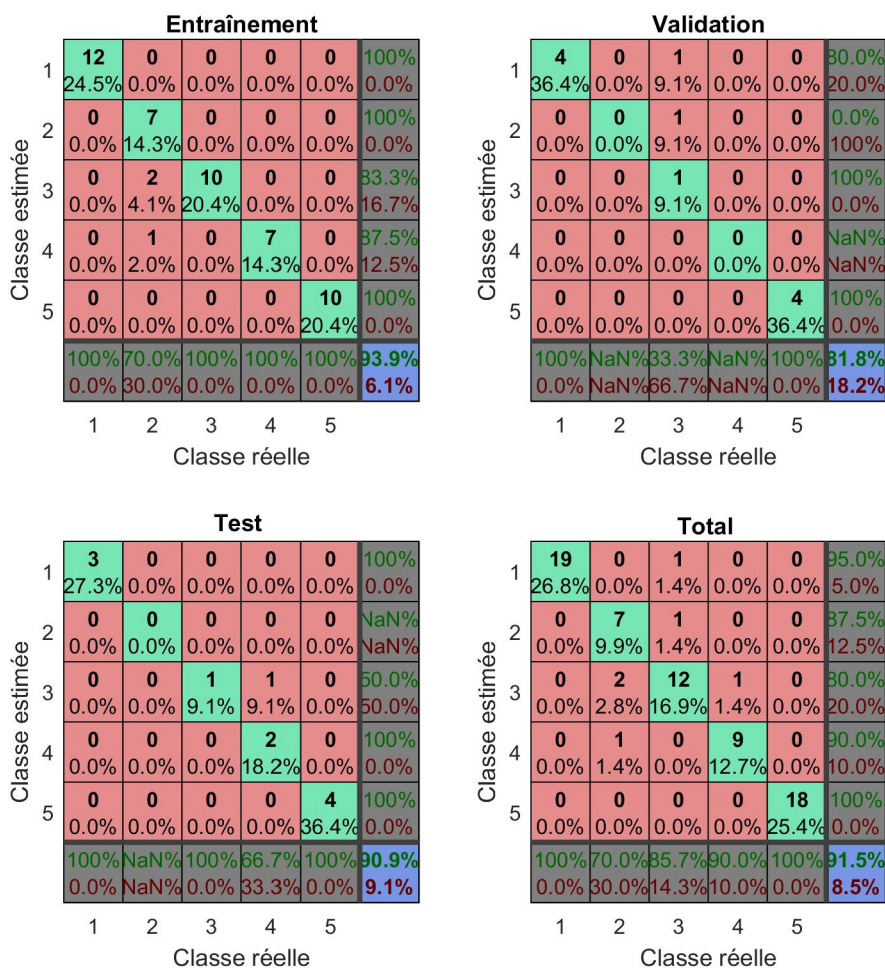 Entraînement
1 12 0 0 0 0 100%
24.5% 0.0% 0.0% 0.0% 0.0% 0.0%
2 0 7 0 0 0 100%
0.0% 14.3% 0.0% 0.0% 0.0% 0.0%
3 0 2 10 0 0 83.3%
0.0% 4.1% 20.4% 0.0% 0.0% 16.7%
4 0 1 0 7 0 87.5%
0.0% 2.0% 0.0% 14.3% 0.0% 12.5%
5 0 0 0 0 10 100%
0.0% 0.0% 0.0% 0.0% 20.4% 0.0%
100% 70.0% 100% 100% 100% 93.9%
0.0% 30.0% 0.0% 0.0% 0.0% 6.1%
1 2 3 4 5
Classe réelle
Classe estimée
Validation
1 4 0 1 0 0 80.0%
36.4% 0.0% 9.1% 0.0% 0.0% 20.0%
2 0 0 1 0 0 0.0%
0.0% 0.0% 9.1% 0.0% 0.0% 100%
3 0 0 1 0 0 100%
0.0% 0.0% 9.1% 0.0% 0.0% 0.0%
4 0 0 0 0 0 NaN%
0.0% 0.0% 0.0% 0.0% 0.0% NaN%
5 0 0 0 0 4 100%
0.0% 0.0% 0.0% 0.0% 36.4% 0.0%
100% NaN% 33.3% NaN% 100% 81.8%
0.0% NaN% 66.7% NaN% 0.0% 18.2%
1 2 3 4 5
Classe réelle
Classe estimée
Test
1 3 0 0 0 0 100%
27.3% 0.0% 0.0% 0.0% 0.0% 0.0%
2 0 0 0 0 0 NaN%
0.0% 0.0% 0.0% 0.0% 0.0% NaN%
3 0 0 1 1 0 50.0%
0.0% 0.0% 9.1% 9.1% 0.0% 50.0%
4 0 0 0 2 0 100%
0.0% 0.0% 0.0% 18.2% 0.0% 0.0%
5 0 0 0 0 4 100%
0.0% 0.0% 0.0% 0.0% 36.4% 0.0%
100% NaN% 100% 66.7% 100% 90.9%
0.0% NaN% 0.0% 33.3% 0.0% 9.1%
1 2 3 4 5
Classe réelle
Classe estimée
Total
1 19 0 1 0 0 95.0%
26.8% 0.0% 1.4% 0.0% 0.0% 5.0%
2 0 7 1 0 0 87.5%
0.0% 9.9% 1.4% 0.0% 0.0% 12.5%
3 0 2 12 1 0 80.0%
0.0% 2.8% 16.9% 1.4% 0.0% 20.0%
4 0 1 0 9 0 90.0%
0.0% 1.4% 0.0% 12.7% 0.0% 10.0%
5 0 0 0 0 18 100%
0.0% 0.0% 0.0% 0.0% 25.4% 0.0%
100% 70.0% 85.7% 90.0% 100% 91.5%
0.0% 30.0% 14.3% 10.0% 0.0% 8.5%
1 2 3 4 5
Classe réelle
Classe estimée